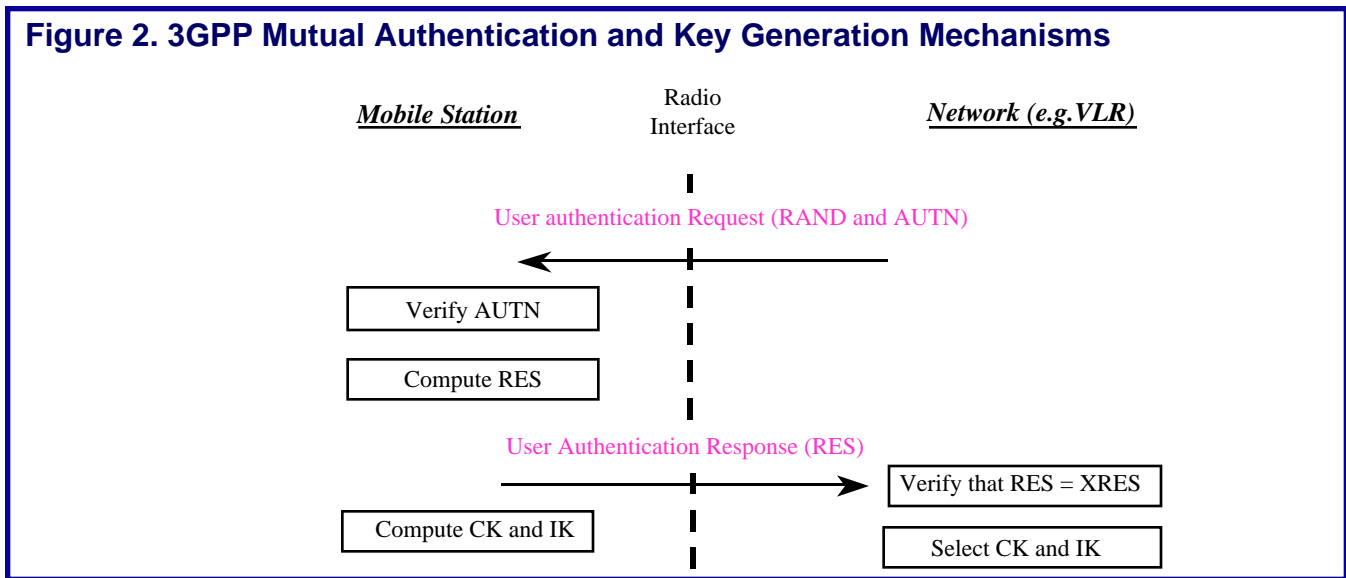 Figure 2. 3GPP Mutual Authentication and Key Generation Mechanisms
Mobile Station
Radio
Interface
Network (e.g.VLR)
User authentication Request (RAND and AUTN)
Verify AUTN
Compute RES
User Authentication Response (RES)
Verify that RES = XRES
Compute CK and IK
Select CK and IK